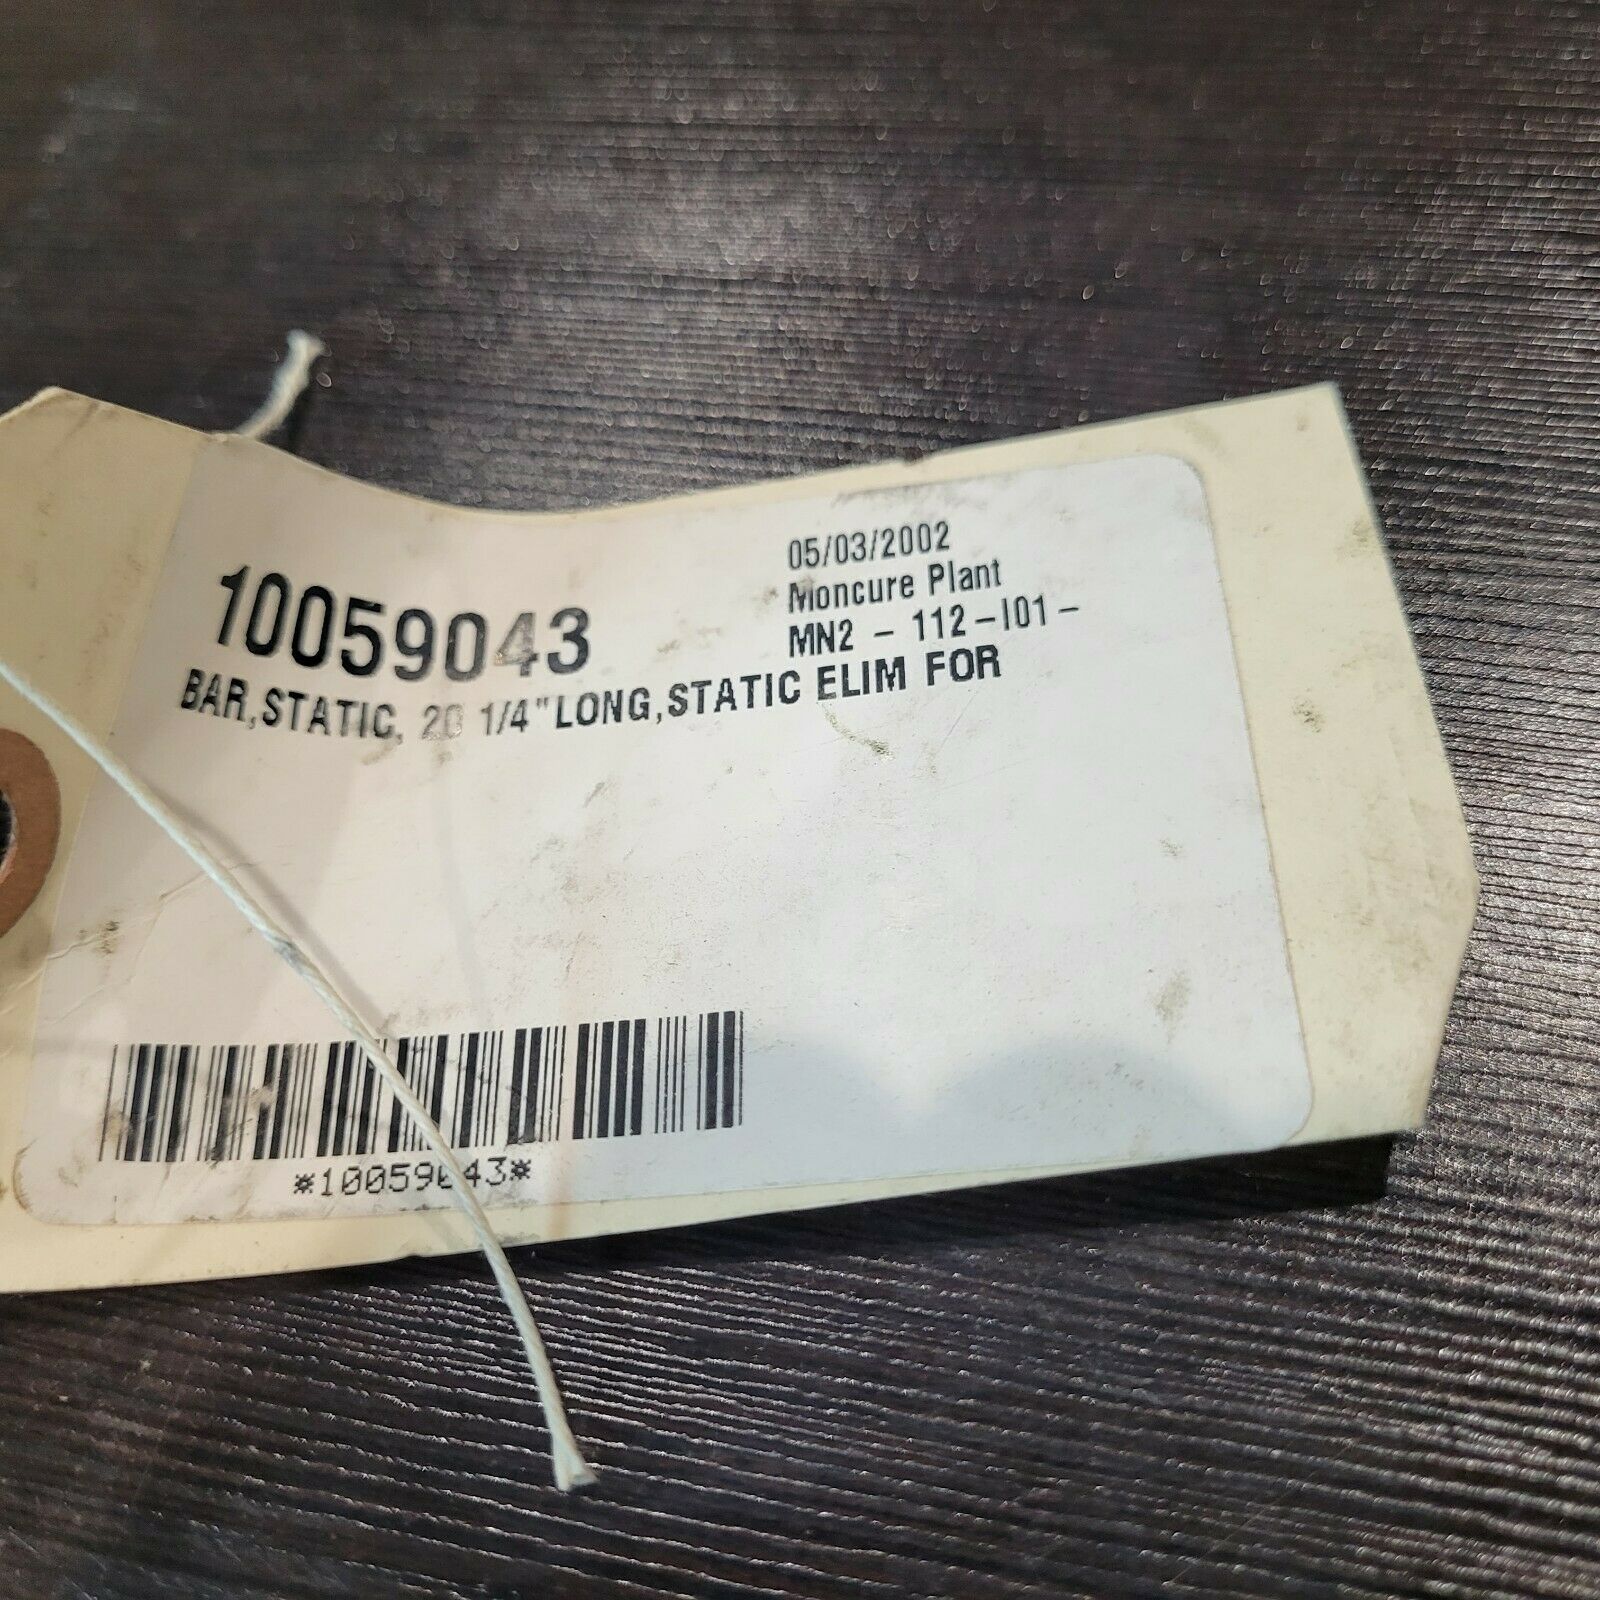 05/03/2002
Moncure Plant
MN2 - 112-I01-
10059043
BAR,STATIC, 20 1/4"LONG,STATIC ELIM FOR
*10059043*